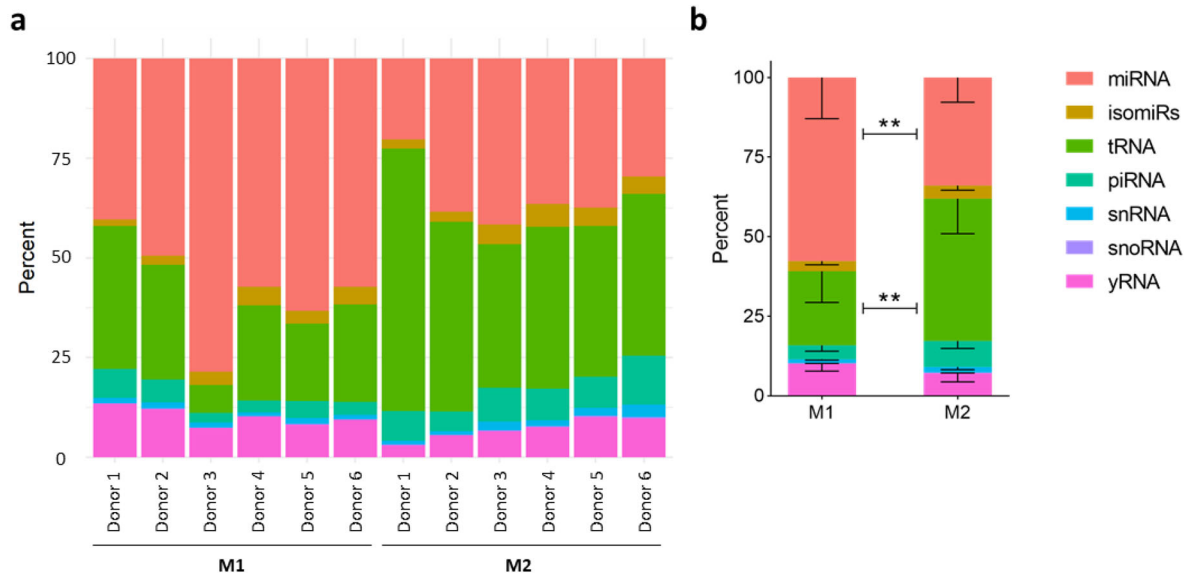 a
Percent
100
75
50
25
0
Donor 1
Donor 2
Donor 3
Donor 4
Donor 5
Donor 6
Donor 1
Donor 2
Donor 3
Donor 4
Donor 5
Donor 6
M1
M2
b
Percent
100
75
50
25
0
**
**
M1
M2
miRNA
isomiRs
tRNA
piRNA
snRNA
snoRNA
yRNA